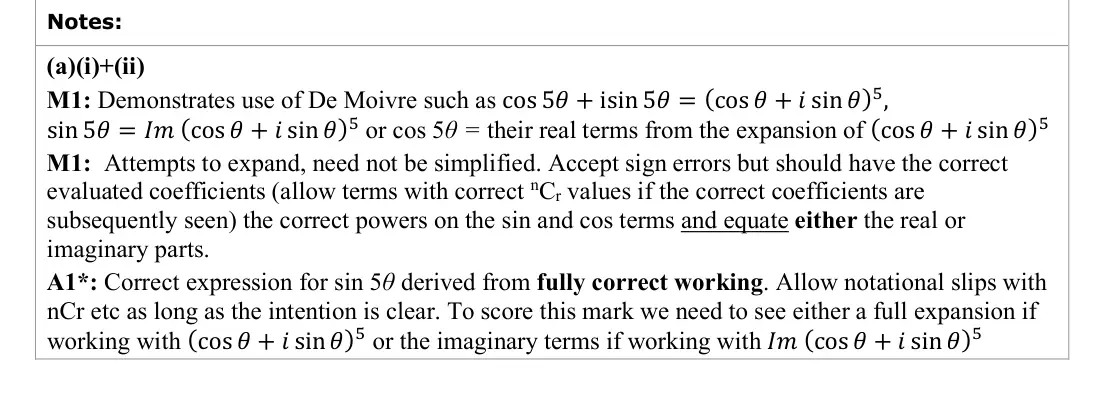 Notes:
(a)(i)+(ii)
M1: Demonstrates use of De Moivre such as cos 5θ + isin 5θ = (cos θ + i sin θ)⁵,
sin 5θ = Im (cos θ + i sin θ)⁵ or cos 5θ = their real terms from the expansion of (cos θ + i sin θ)⁵
M1:  Attempts to expand, need not be simplified. Accept sign errors but should have the correct
evaluated coefficients (allow terms with correct ⁿCᵣ values if the correct coefficients are
subsequently seen) the correct powers on the sin and cos terms and equate either the real or
imaginary parts.
A1*: Correct expression for sin 5θ derived from fully correct working. Allow notational slips with
nCr etc as long as the intention is clear. To score this mark we need to see either a full expansion if
working with (cos θ + i sin θ)⁵ or the imaginary terms if working with Im (cos θ + i sin θ)⁵